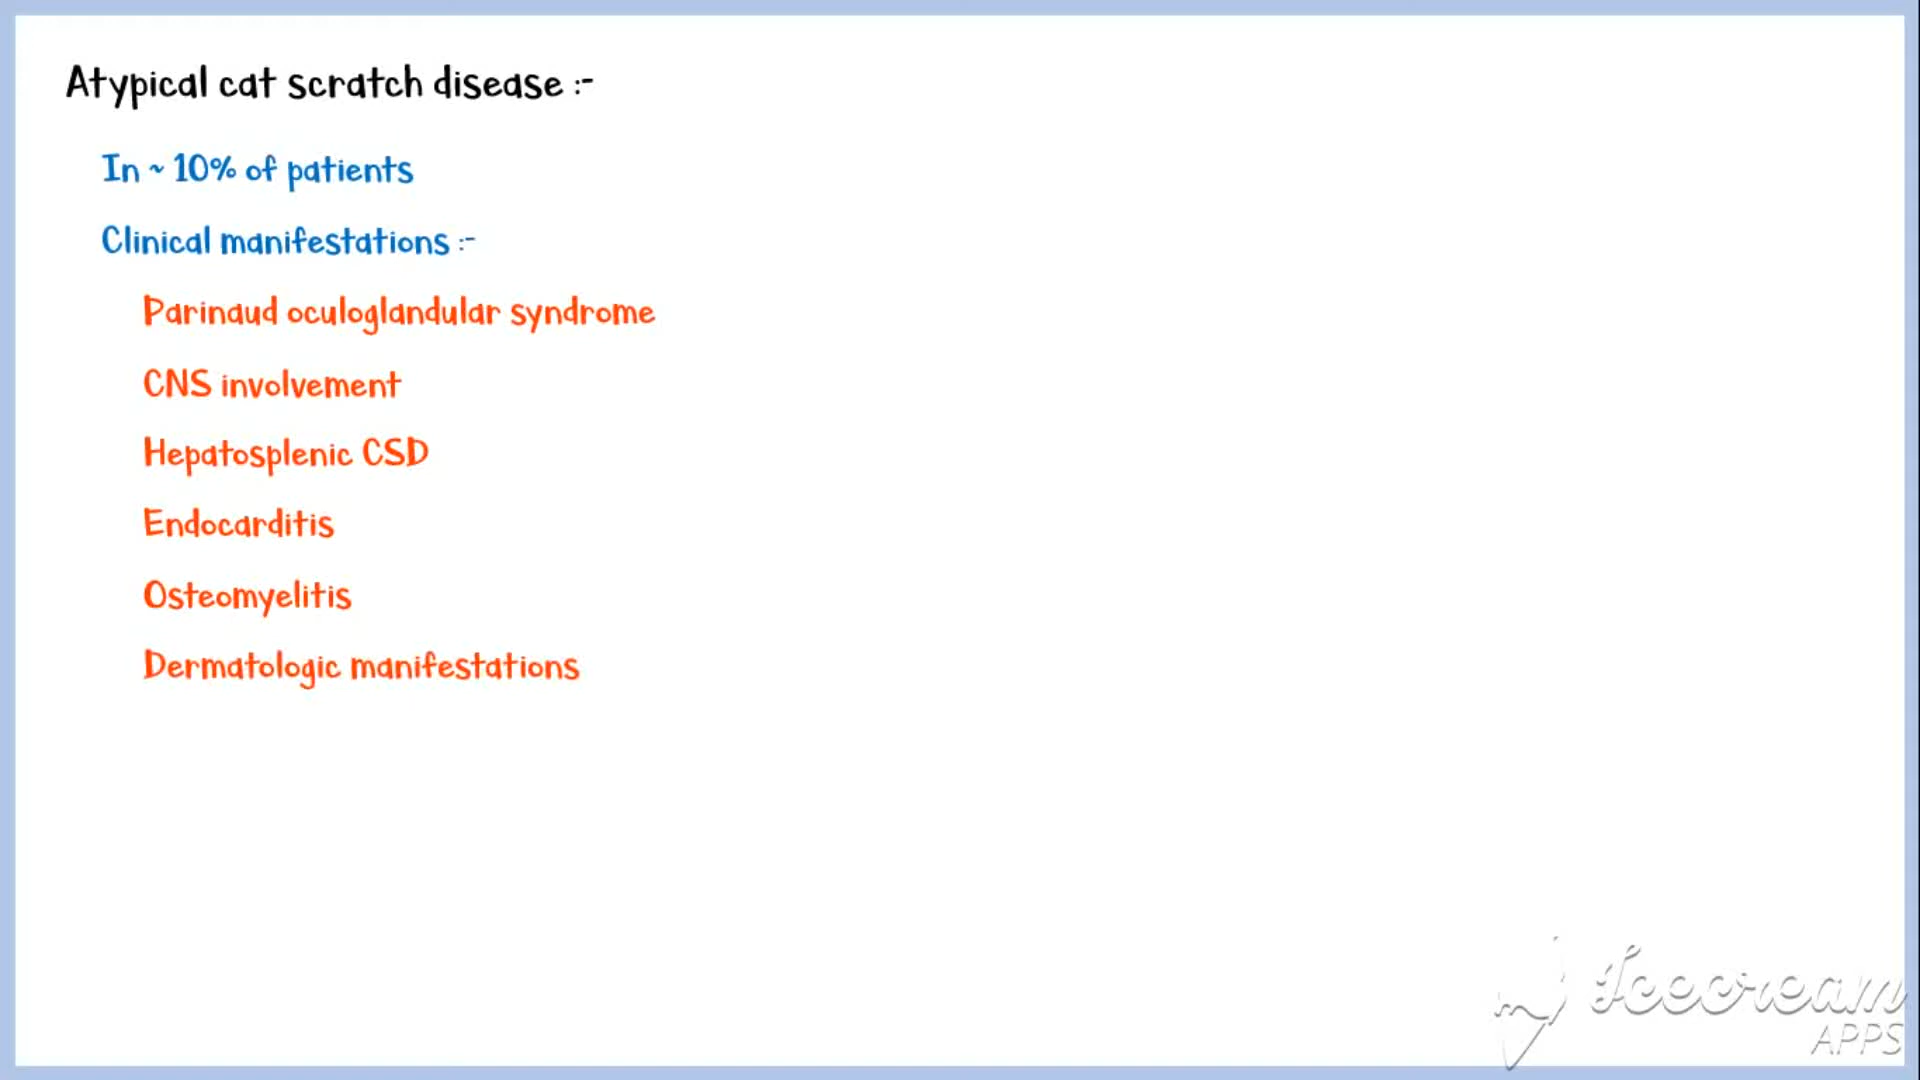 Atypical cat scratch disease :-
In ~ 10% of patients
Clinical manifestations :-
Parinaud oculoglandular syndrome
CNS involvement
Hepatosplenic CSD
Endocarditis
Osteomyelitis
Dermatologic manifestations
Icecream
APPS